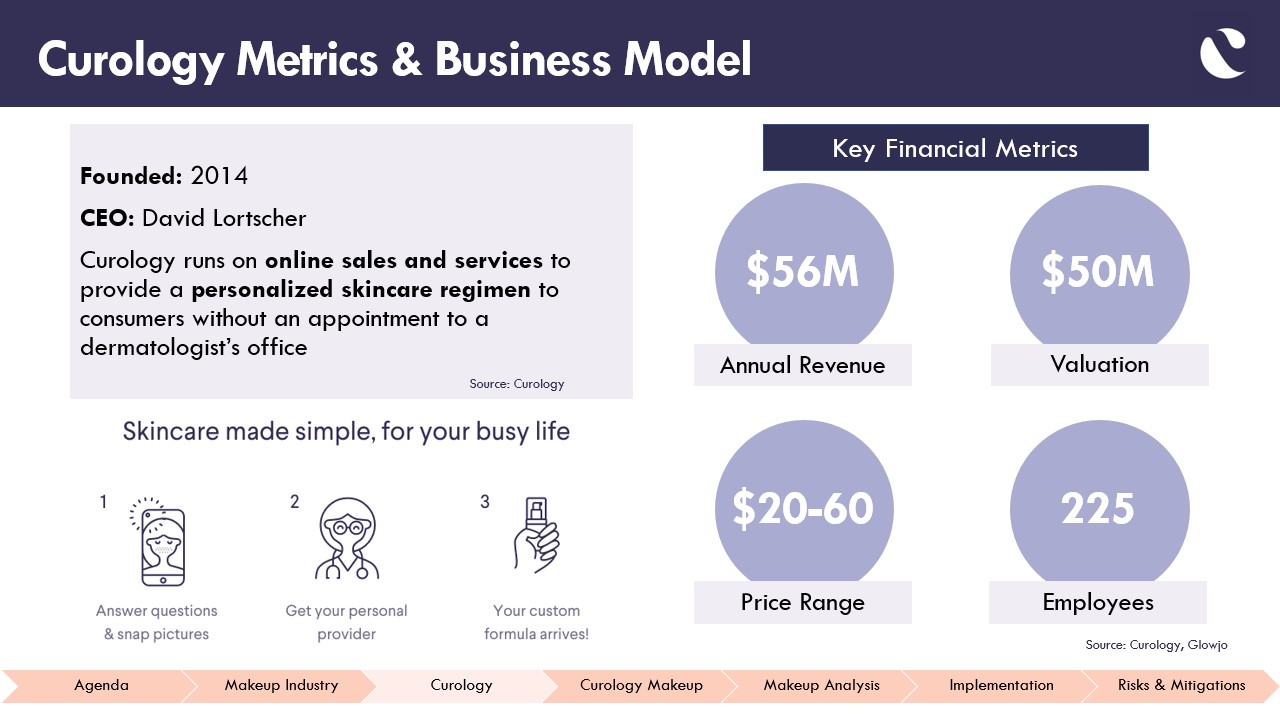 Curology Metrics & Business Model
Founded: 2014
CEO: David Lortscher
Curology runs on online sales and services to
provide a personalized skincare regimen to
consumers without an appointment to a
dermatologist’s office
Source: Curology
Skincare made simple, for your busy life
1
Answer questions
& snap pictures
2
Get your personal
provider
3
Your custom
formula arrives!
Key Financial Metrics
$56M
Annual Revenue
$50M
Valuation
$20-60
Price Range
225
Employees
Source: Curology, Glowjo
Agenda
Makeup Industry
Curology
Curology Makeup
Makeup Analysis
Implementation
Risks & Mitigations